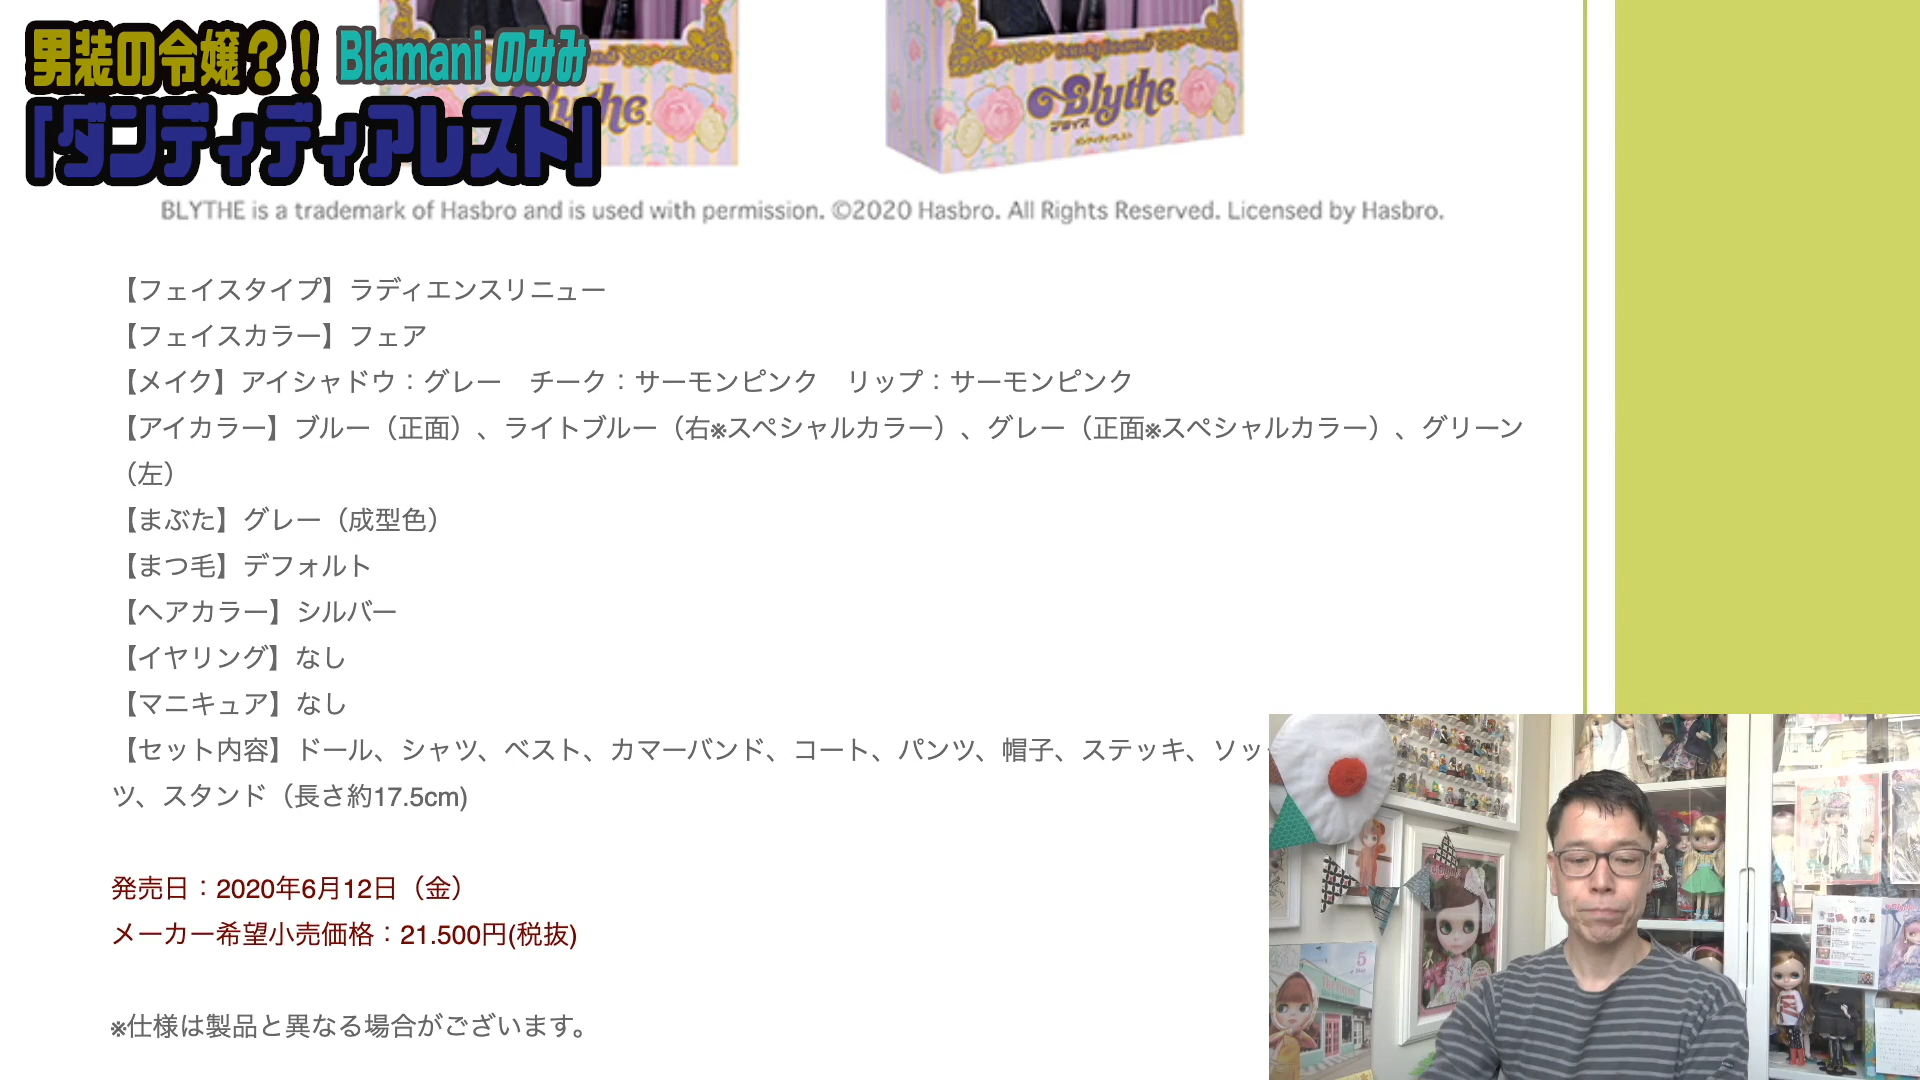 男装の令嬢?! Blamani のみみ
「ダンディディアレスト」
Blythe
ブライス
BLYTHE is a trademark of Hasbro and is used with permission. ©2020 Hasbro. All Rights Reserved. Licensed by Hasbro.
【フェイスタイプ】ラディエンスリニュー
【フェイスカラー】フェア
【メイク】アイシャドウ：グレー　チーク：サーモンピンク　リップ：サーモンピンク
【アイカラー】ブルー（正面）、ライトブルー（右※スペシャルカラー）、グレー（正面※スペシャルカラー）、グリーン
（左）
【まぶた】グレー（成型色）
【まつ毛】デフォルト
【ヘアカラー】シルバー
【イヤリング】なし
【マニキュア】なし
【セット内容】ドール、シャツ、ベスト、カマーバンド、コート、パンツ、帽子、ステッキ、ソッ
ツ、スタンド（長さ約17.5cm)
発売日：2020年6月12日（金）
メーカー希望小売価格：21.500円(税抜)
※仕様は製品と異なる場合がございます。
5